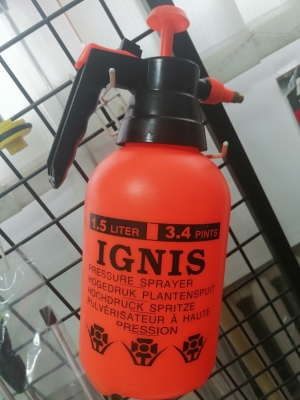 1.5 LITER 3.4 PINTS
IGNIS
PRESSURE SPRAYER
HOGEDRUK PLANTENSPUIT
HOCHDRUCK SPRITZE
PULVÉRISATEUR À HAUTE
PRESSION